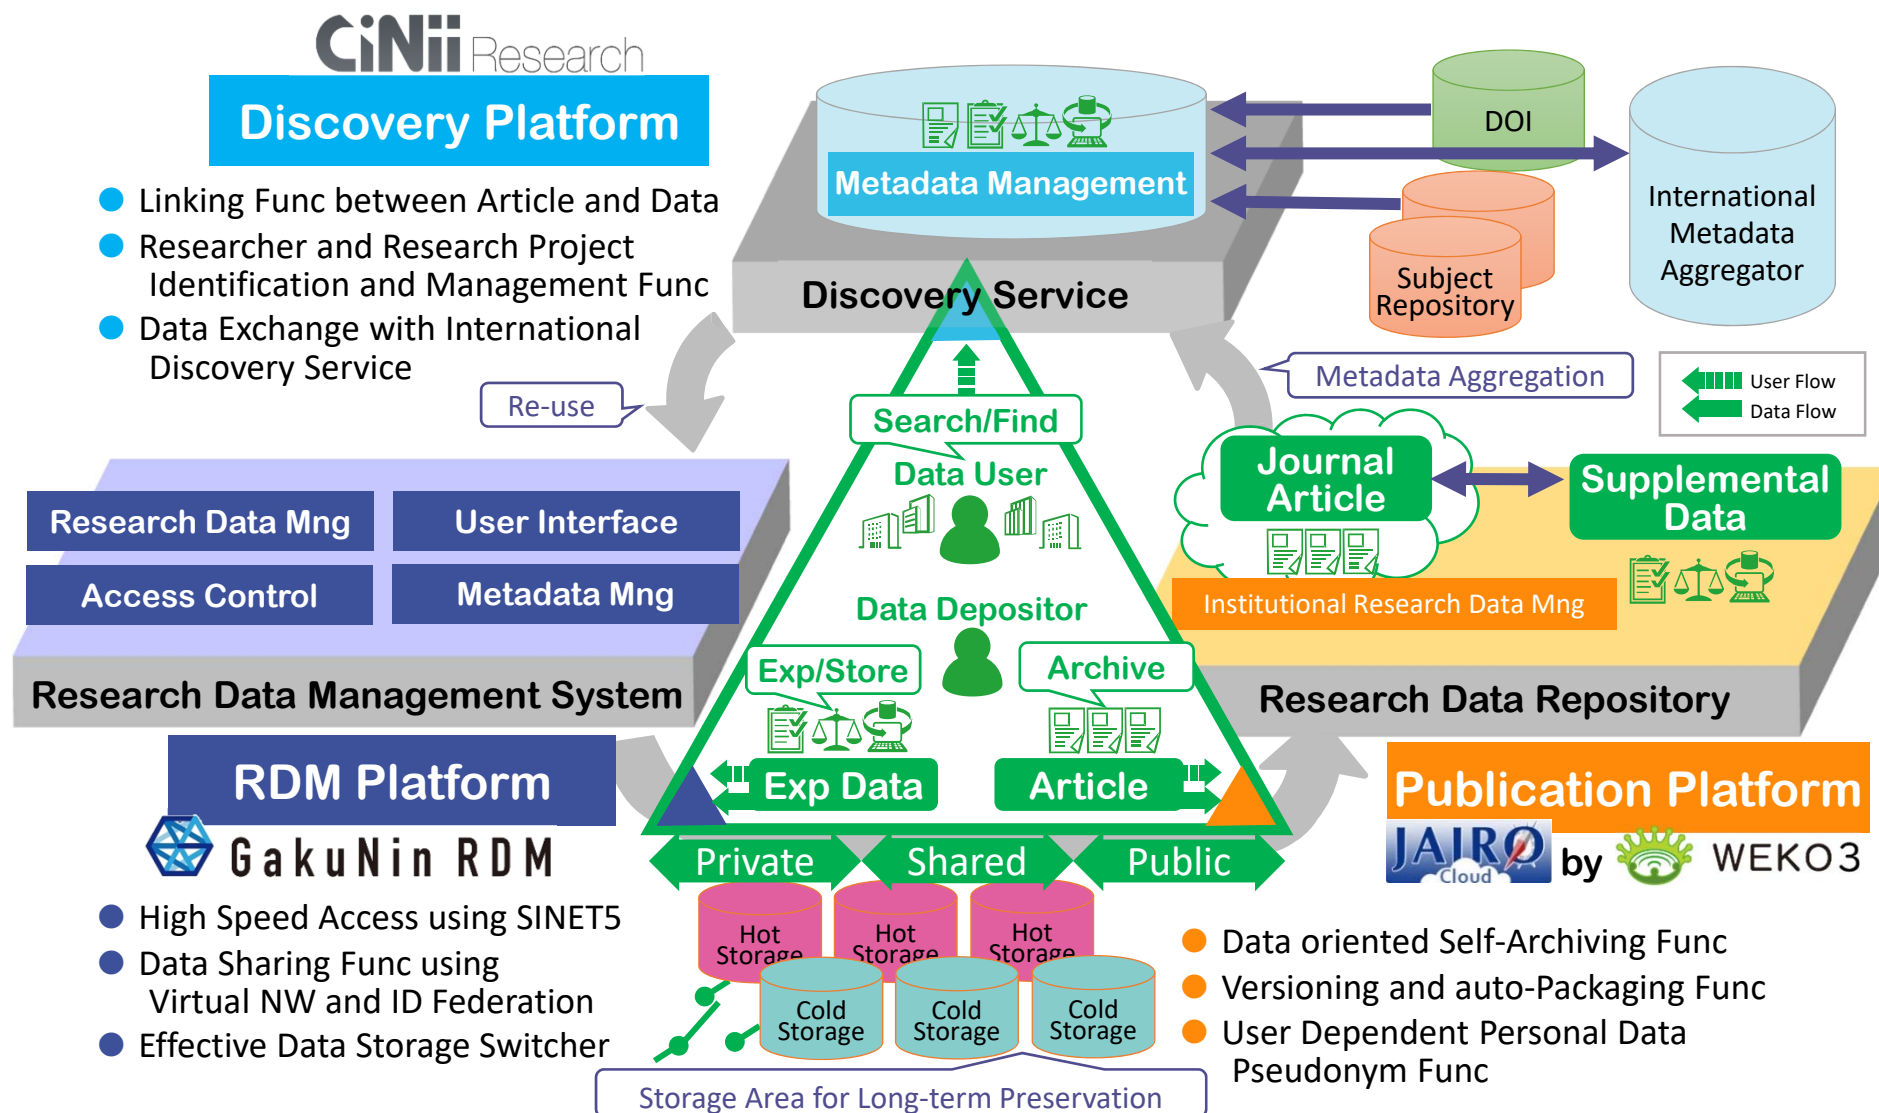 CiNii Research
Discovery Platform
Linking Func between Article and Data
Researcher and Research Project
Identification and Management Func
Data Exchange with International
Discovery Service
Metadata Management
Discovery Service
DOI
Subject
Repository
International
Metadata
Aggregator
Re-use
Metadata Aggregation
User Flow
Data Flow
Search/Find
Data User
Data Depositor
Exp/Store
Archive
Exp Data
Article
Research Data Mng
User Interface
Access Control
Metadata Mng
Research Data Management System
Journal
Article
Supplemental
Data
Institutional Research Data Mng
Research Data Repository
RDM Platform
GakuNin RDM
High Speed Access using SINET5
Data Sharing Func using
Virtual NW and ID Federation
Effective Data Storage Switcher
Private
Shared
Public
Hot
Storage
Hot
Storage
Hot
Storage
Cold
Storage
Cold
Storage
Cold
Storage
Storage Area for Long-term Preservation
Publication Platform
JAIRO
Cloud
by
WEKO3
Data oriented Self-Archiving Func
Versioning and auto-Packaging Func
User Dependent Personal Data
Pseudonym Func